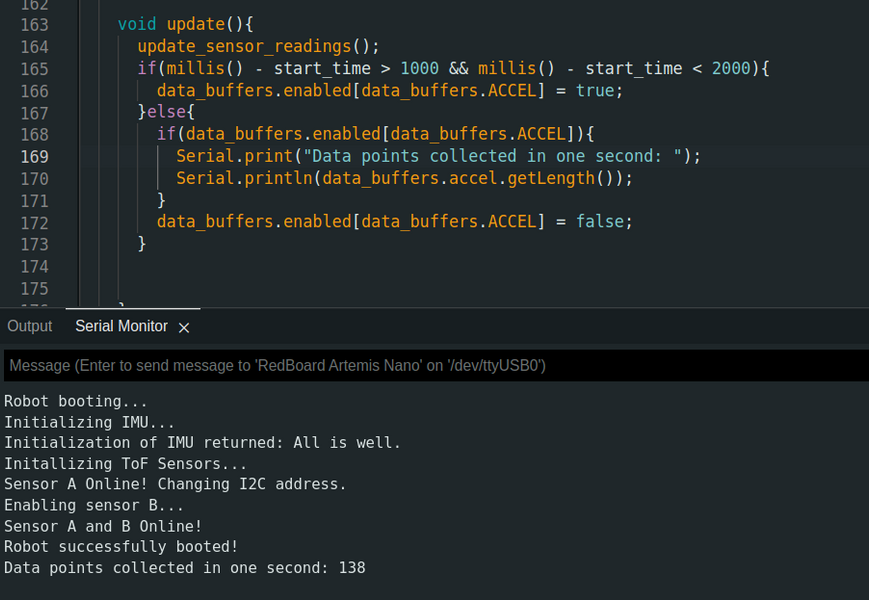 162
163 void update(){
164 update_sensor_readings();
165 if(millis() - start_time > 1000 && millis() - start_time < 2000){
166 data_buffers.enabled[data_buffers.ACCEL] = true;
167 }else{
168 if(data_buffers.enabled[data_buffers.ACCEL]){
169 Serial.print("Data points collected in one second: ");
170 Serial.println(data_buffers.accel.getLength());
171 }
172 data_buffers.enabled[data_buffers.ACCEL] = false;
173 }
174
175
176 }
Output Serial Monitor ×
Message (Enter to send message to 'RedBoard Artemis Nano' on '/dev/ttyUSB0')
Robot booting...
Initializing IMU...
Initialization of IMU returned: All is well.
Initallizing ToF Sensors...
Sensor A Online! Changing I2C address.
Enabling sensor B...
Sensor A and B Online!
Robot successfully booted!
Data points collected in one second: 138